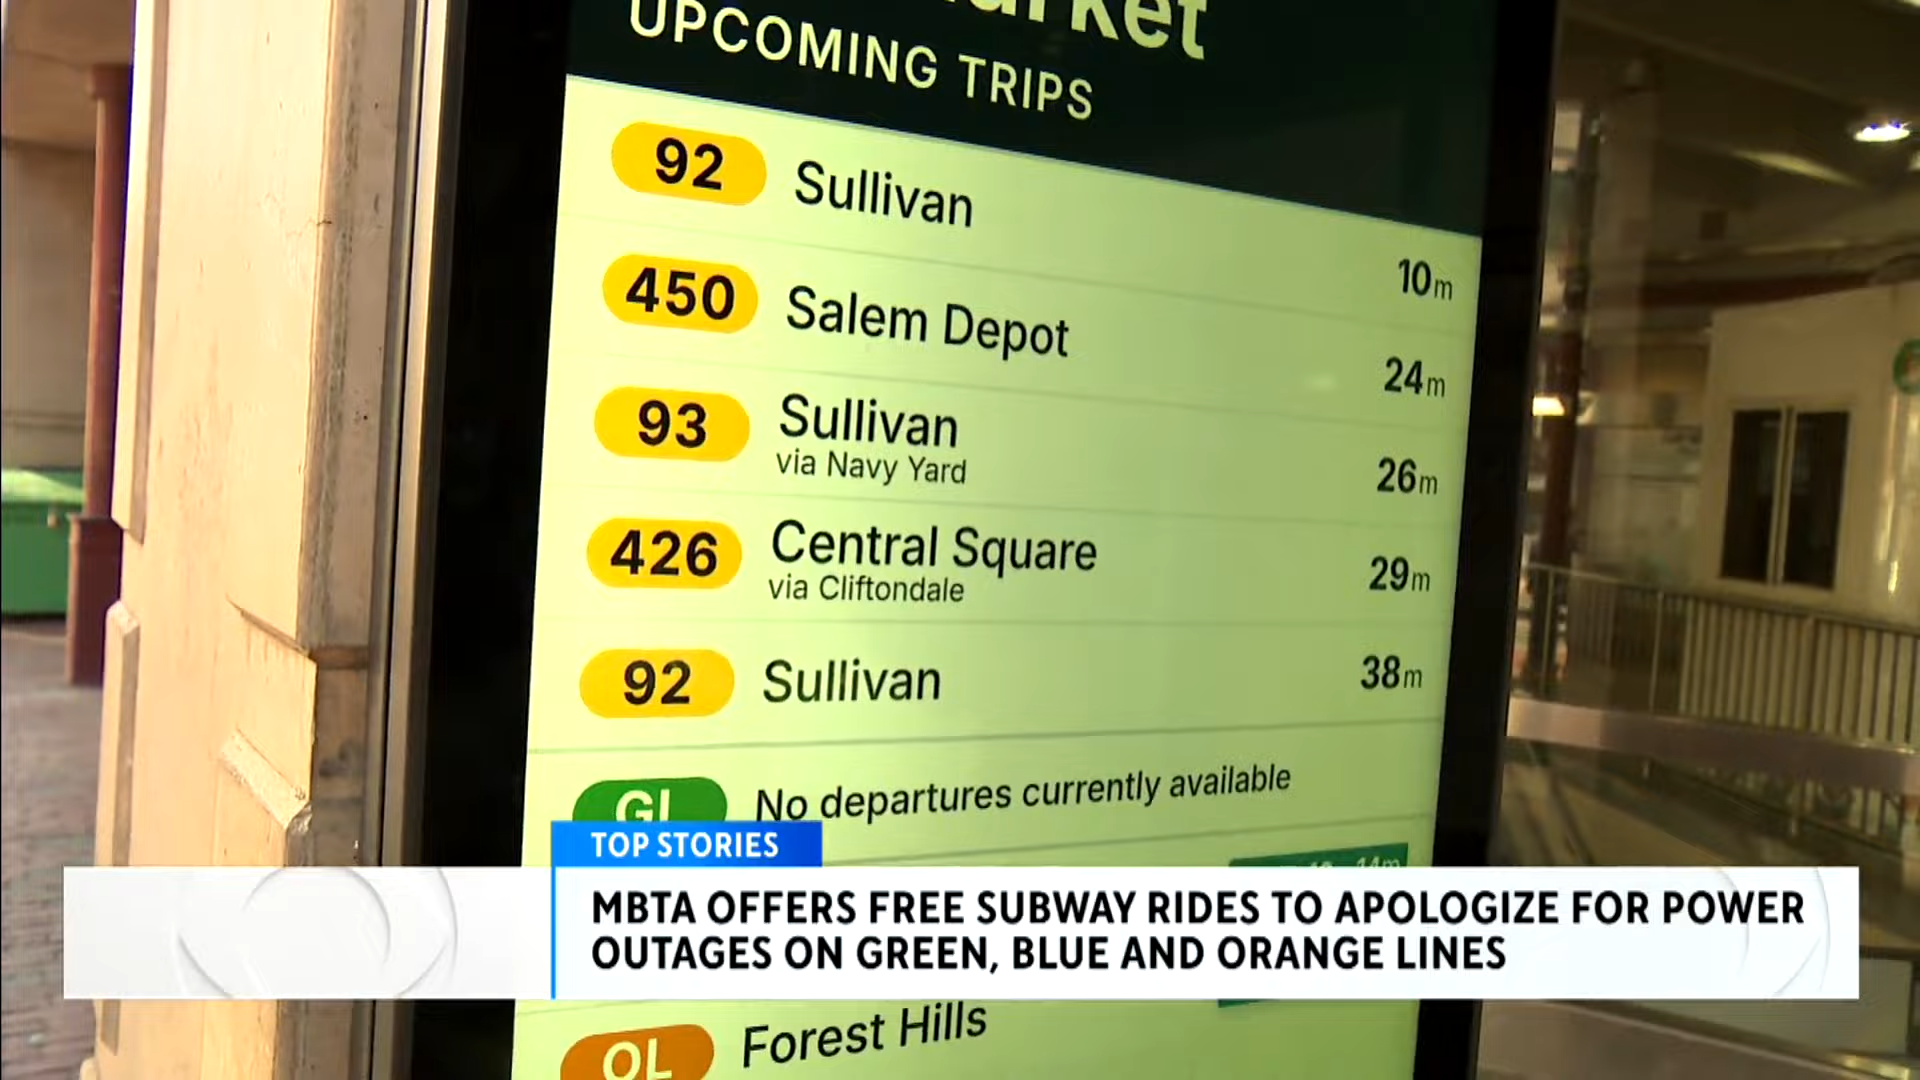 UPCOMING TRIPS
92 Sullivan 10m
450 Salem Depot 24m
93 Sullivan 26m
via Navy Yard
426 Central Square 29m
via Cliftondale
92 Sullivan 38m
GL No departures currently available
14m
TOP STORIES
MBTA OFFERS FREE SUBWAY RIDES TO APOLOGIZE FOR POWER
OUTAGES ON GREEN, BLUE AND ORANGE LINES
OL Forest Hills